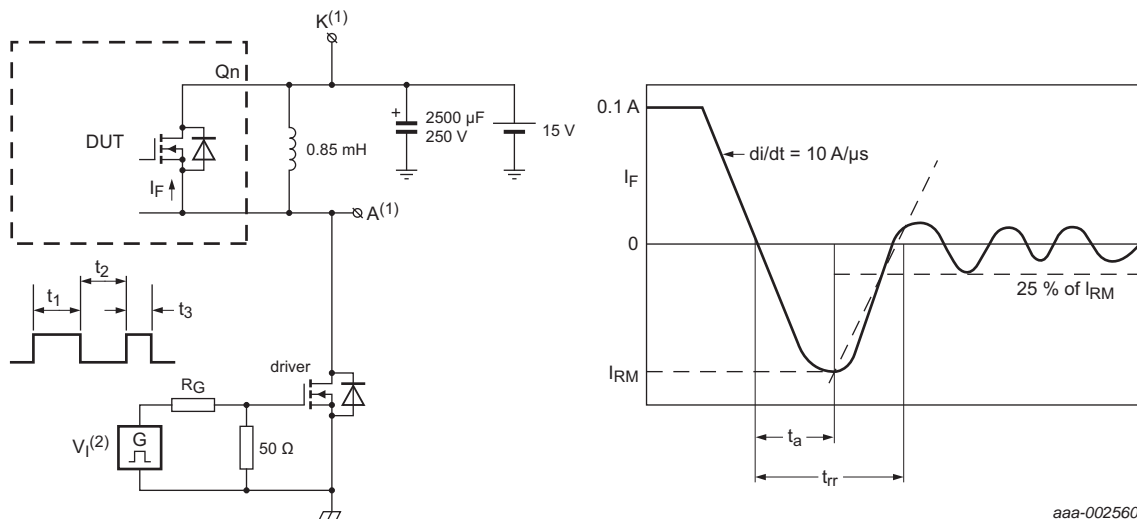 K(1)
Qn
DUT
IF
0.85 mH
+
2500 µF
250 V
15 V
A(1)
t1
t2
t3
driver
RG
VI(2)
G
50 Ω
0.1 A
di/dt = 10 A/µs
IF
0
25 % of IRM
IRM
ta
trr
aaa-002560